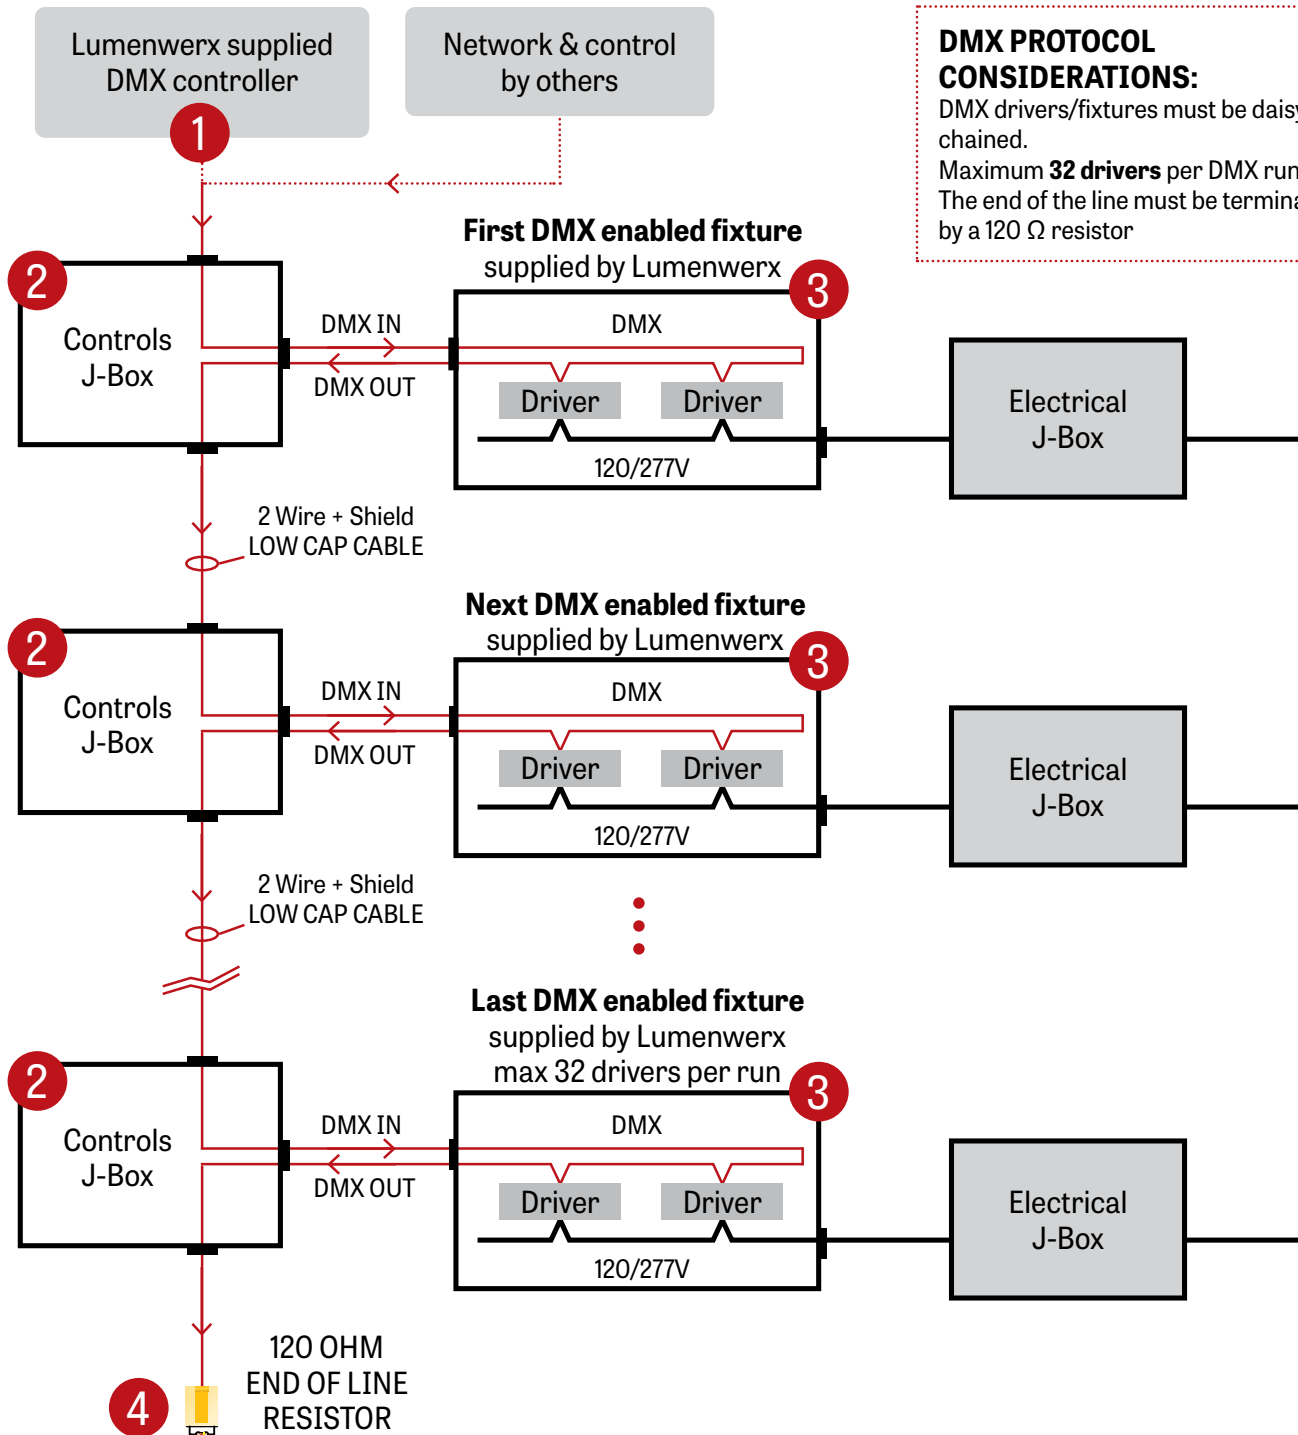 Lumenwerx supplied
DMX controller
1
Network & control
by others
DMX PROTOCOL
CONSIDERATIONS:
DMX drivers/fixtures must be daisy
chained.
Maximum 32 drivers per DMX run
The end of the line must be termina
by a 120 Ω resistor
First DMX enabled fixture
supplied by Lumenwerx
2
Controls
J-Box
DMX IN
DMX OUT
3
DMX
Driver
Driver
120/277V
Electrical
J-Box
2 Wire + Shield
LOW CAP CABLE
Next DMX enabled fixture
supplied by Lumenwerx
2
Controls
J-Box
DMX IN
DMX OUT
3
DMX
Driver
Driver
120/277V
Electrical
J-Box
2 Wire + Shield
LOW CAP CABLE
Last DMX enabled fixture
supplied by Lumenwerx
max 32 drivers per run
2
Controls
J-Box
DMX IN
DMX OUT
3
DMX
Driver
Driver
120/277V
Electrical
J-Box
4
120 OHM
END OF LINE
RESISTOR